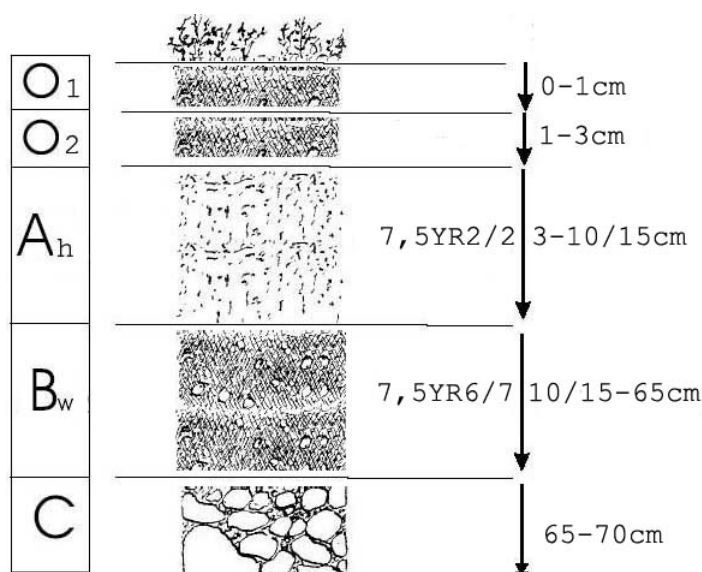 O1 0-1cm
O2 1-3cm
Ah 7,5YR2/2 3-10/15cm
Bw 7,5YR6/7 10/15-65cm
C 65-70cm